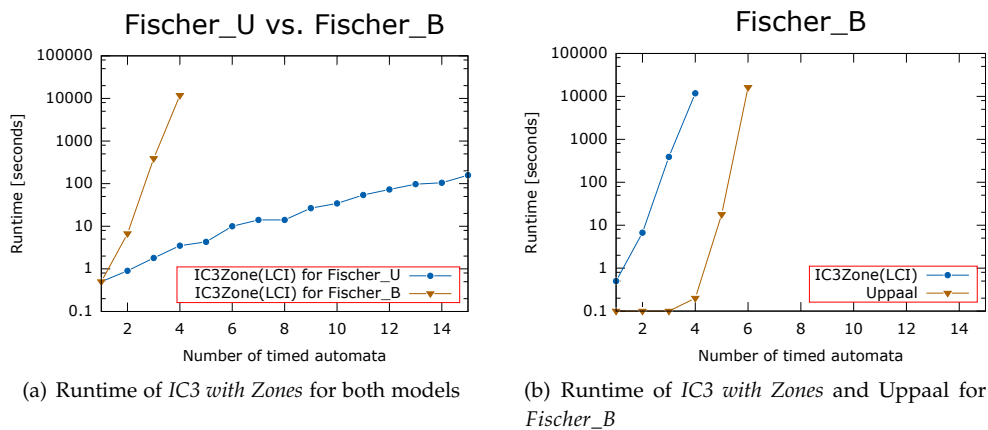 Fischer_U vs. Fischer_B
100000
10000
1000
100
10
1
0.1
Runtime [seconds]
IC3Zone(LCI) for Fischer_U
IC3Zone(LCI) for Fischer_B
2 4 6 8 10 12 14
Number of timed automata
(a) Runtime of IC3 with Zones for both models
Fischer_B
100000
10000
1000
100
10
1
0.1
Runtime [seconds]
IC3Zone(LCI)
Uppaal
2 4 6 8 10 12 14
Number of timed automata
(b) Runtime of IC3 with Zones and Uppaal for
Fischer_B